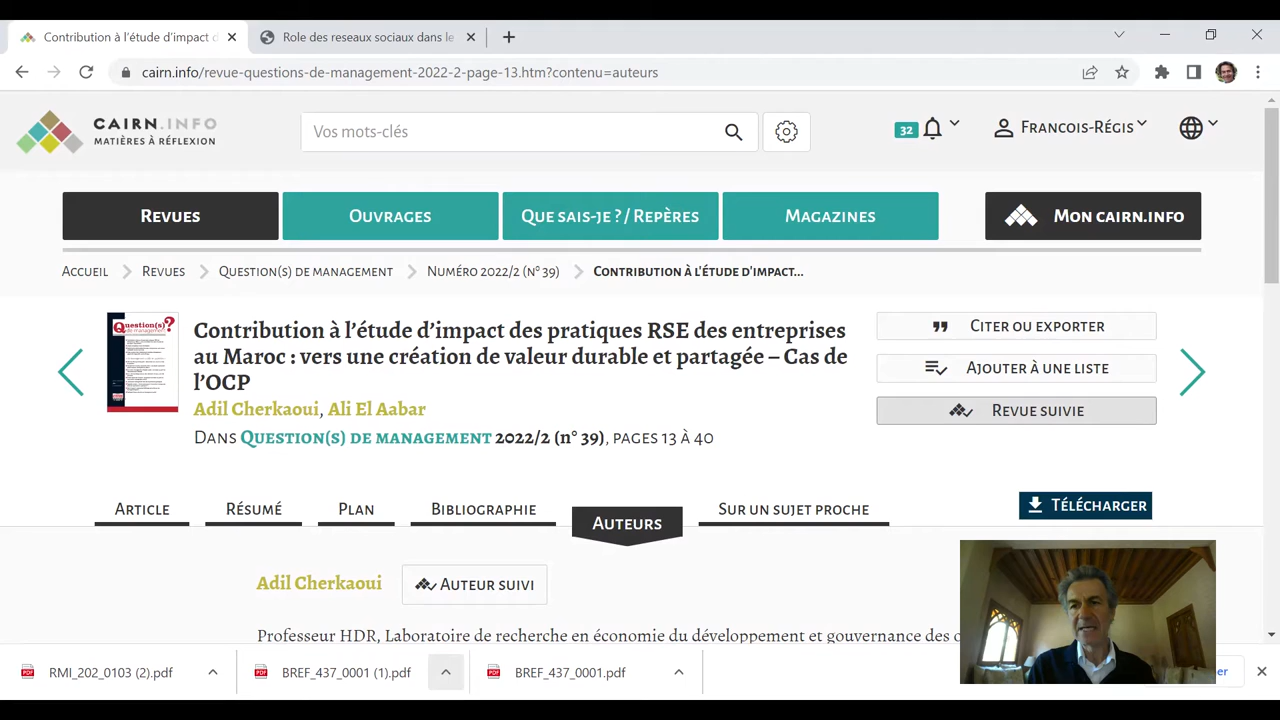 Contribution à l'étude d'impact d
Role des reseaux sociaux dans le
cairn.info/revue-questions-de-management-2022-2-page-13.htm?contenu=auteurs
CAIRN.INFO
MATIÈRES À RÉFLEXION
Vos mots-clés
32
FRANCOIS-RÉGIS
REVUES
OUVRAGES
QUE SAIS-JE ? / REPÈRES
MAGAZINES
MON CAIRN.INFO
ACCUEIL
REVUES
QUESTION(S) DE MANAGEMENT
NUMÉRO 2022/2 (N° 39)
CONTRIBUTION À L'ÉTUDE D'IMPACT...
Question(s)?
de management
Contribution à l'étude d'impact des pratiques RSE des entreprises
au Maroc : vers une création de valeur durable et partagée – Cas de
l'OCP
Adil Cherkaoui, Ali El Aabar
DANS QUESTION(S) DE MANAGEMENT 2022/2 (n° 39), PAGES 13 À 40
CITER OU EXPORTER
AJOUTER À UNE LISTE
REVUE SUIVIE
ARTICLE
RÉSUMÉ
PLAN
BIBLIOGRAPHIE
AUTEURS
SUR UN SUJET PROCHE
TÉLÉCHARGER
Adil Cherkaoui
AUTEUR SUIVI
Professeur HDR, Laboratoire de recherche en économie du développement et gouvernance des o
RMI_202_0103 (2).pdf
BREF_437_0001 (1).pdf
BREF_437_0001.pdf
er